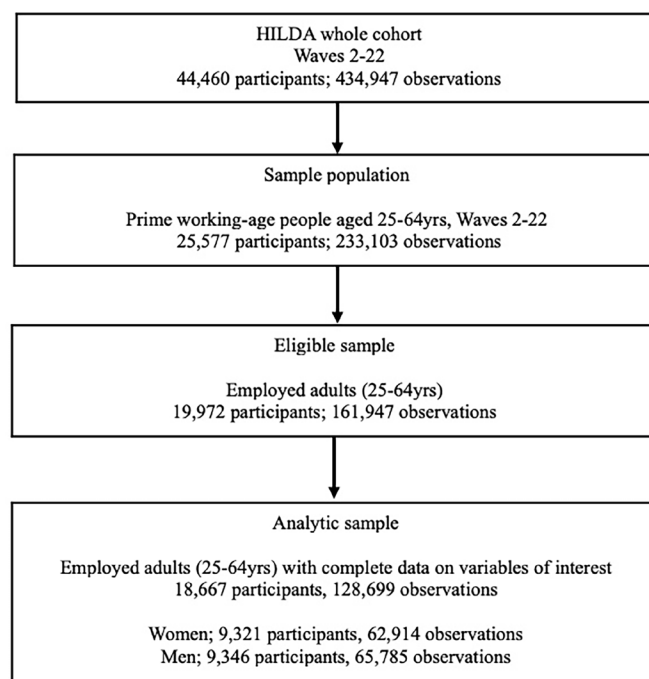 HILDA whole cohort
Waves 2-22
44,460 participants; 434,947 observations
Sample population
Prime working-age people aged 25-64yrs, Waves 2-22
25,577 participants; 233,103 observations
Eligible sample
Employed adults (25-64yrs)
19,972 participants; 161,947 observations
Analytic sample
Employed adults (25-64yrs) with complete data on variables of interest
18,667 participants, 128,699 observations
Women; 9,321 participants, 62,914 observations
Men; 9,346 participants, 65,785 observations